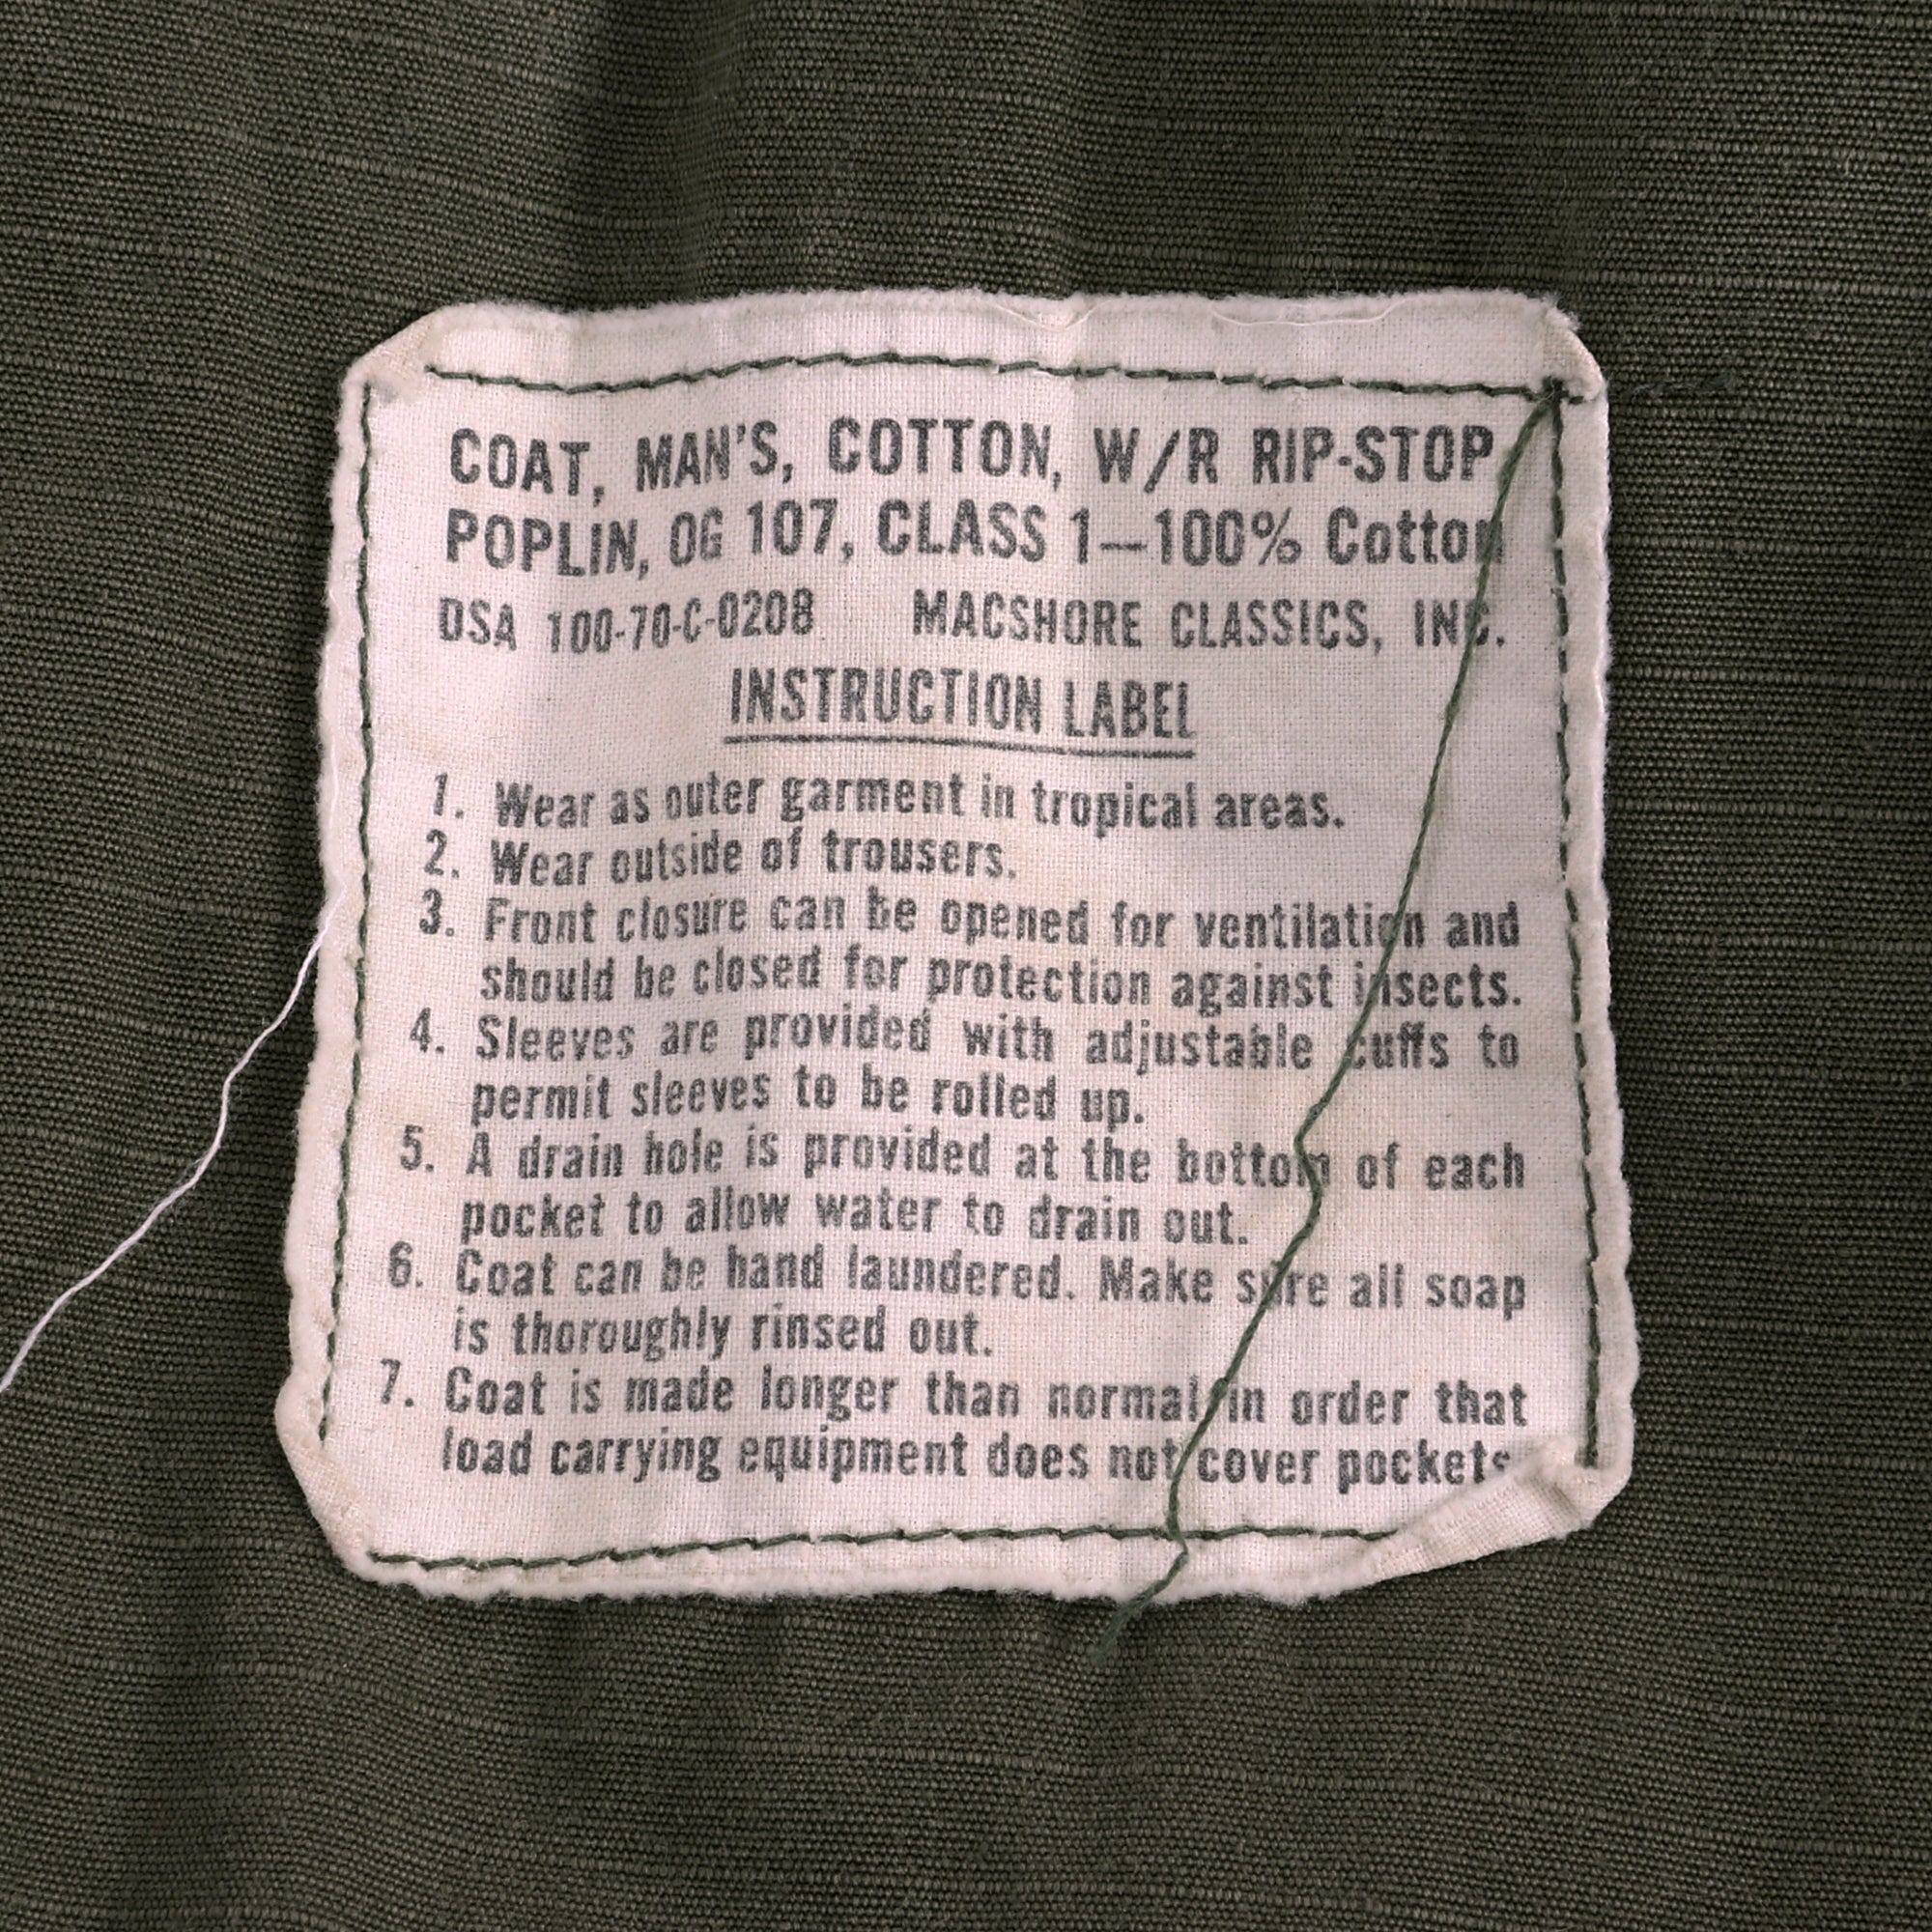 COAT, MAN'S, COTTON, W/R RIP-STOP
POPLIN, OG 107, CLASS 1—100% Cotton
DSA 100-70-C-0208 MACSHORE CLASSICS, INC.
INSTRUCTION LABEL
1. Wear as outer garment in tropical areas.
2. Wear outside of trousers.
3. Front closure can be opened for ventilation and
should be closed for protection against insects.
4. Sleeves are provided with adjustable cuffs to
permit sleeves to be rolled up.
5. A drain hole is provided at the bottom of each
pocket to allow water to drain out.
6. Coat can be hand laundered. Make sure all soap
is thoroughly rinsed out.
7. Coat is made longer than normal in order that
load carrying equipment does not cover pockets